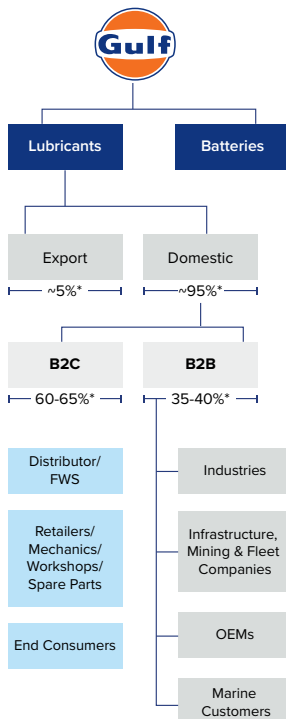 Gulf
Lubricants
Batteries
Export
Domestic
~5%*
~95%*
B2C
B2B
60-65%*
35-40%*
Distributor/
FWS
Retailers/
Mechanics/
Workshops/
Spare Parts
End Consumers
Industries
Infrastructure,
Mining & Fleet
Companies
OEMs
Marine
Customers